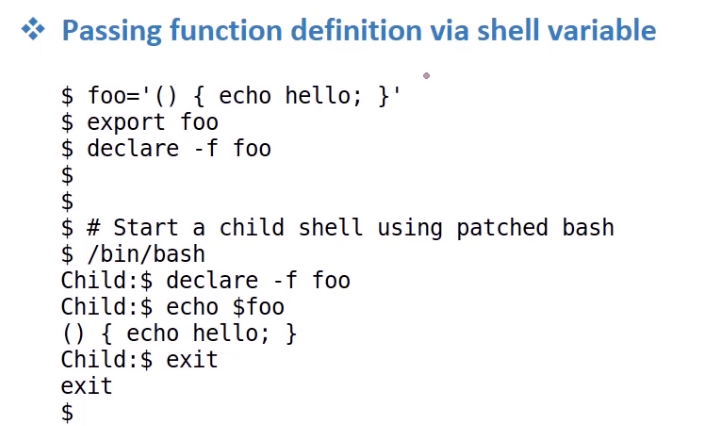 Passing function definition via shell variable
$ foo='() { echo hello; }'
$ export foo
$ declare -f foo
$
$
$ # Start a child shell using patched bash
$ /bin/bash
Child:$ declare -f foo
Child:$ echo $foo
() { echo hello; }
Child:$ exit
exit
$